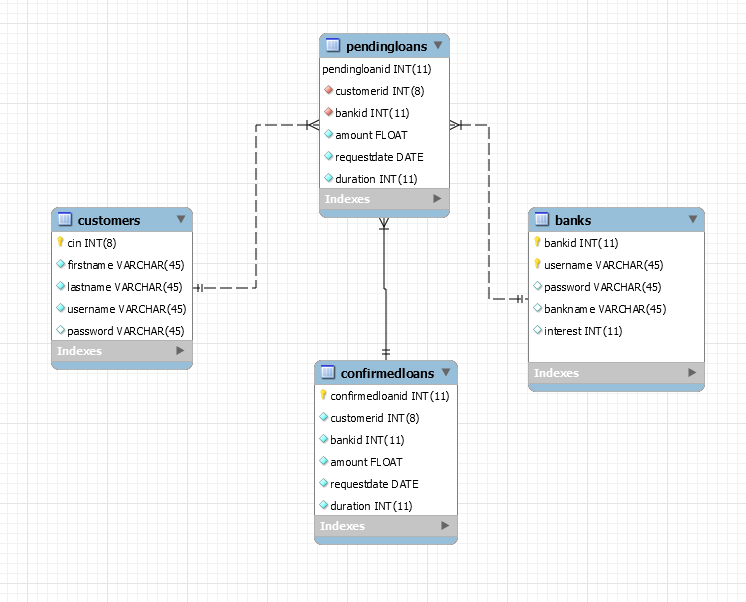 pendingloans
pendingloanid INT(11)
customerid INT(8)
bankid INT(11)
amount FLOAT
requestdate DATE
duration INT(11)
Indexes
customers
cin INT(8)
firstname VARCHAR(45)
lastname VARCHAR(45)
username VARCHAR(45)
password VARCHAR(45)
Indexes
banks
bankid INT(11)
username VARCHAR(45)
password VARCHAR(45)
bankname VARCHAR(45)
interest INT(11)
Indexes
confirmedloans
confirmedloanid INT(11)
customerid INT(8)
bankid INT(11)
amount FLOAT
requestdate DATE
duration INT(11)
Indexes